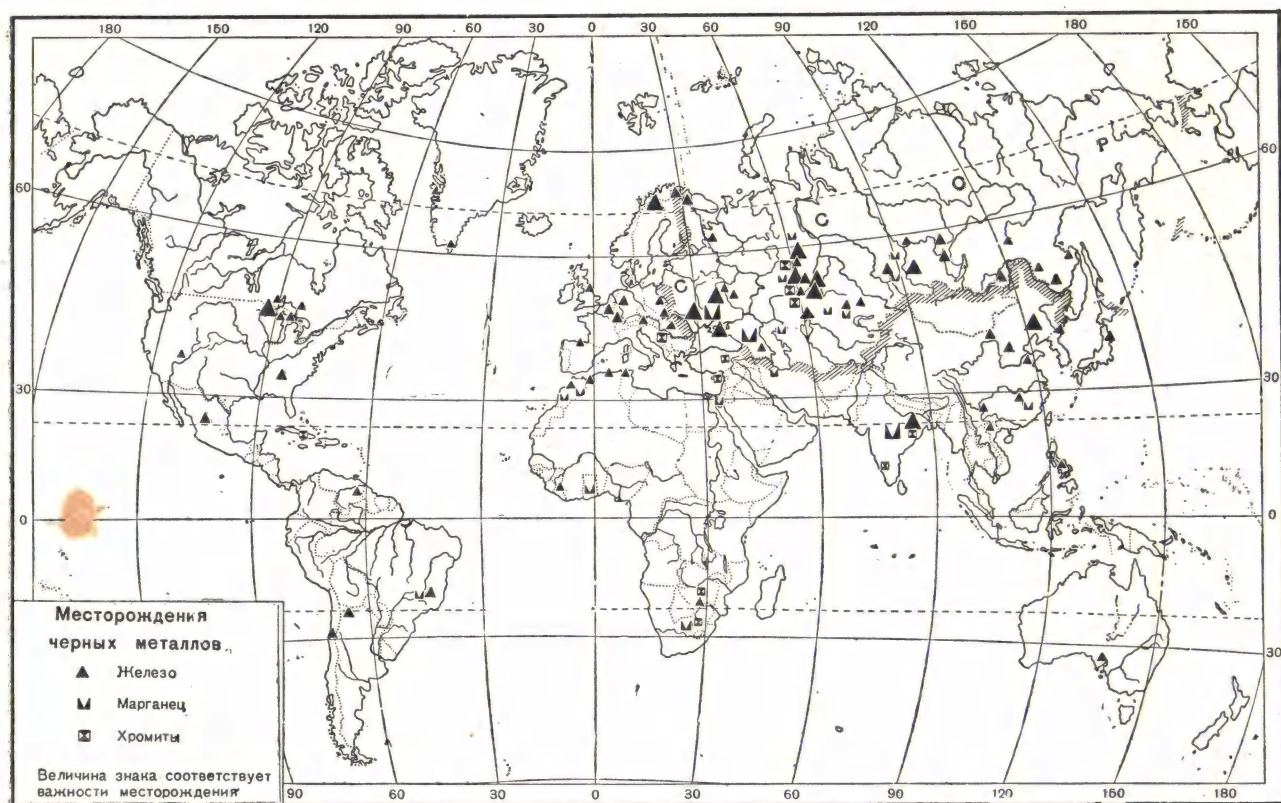 180 150 120 90 60 30 0 30 60 90 120 150 180 150
60 60
30 30
0 0
30
С С С Р
О
Месторождения
черных металлов
Железо
Марганец
Хромиты
Величина знака соответствует
важности месторождения
90 60 30 0 30 60 90 120 150 180